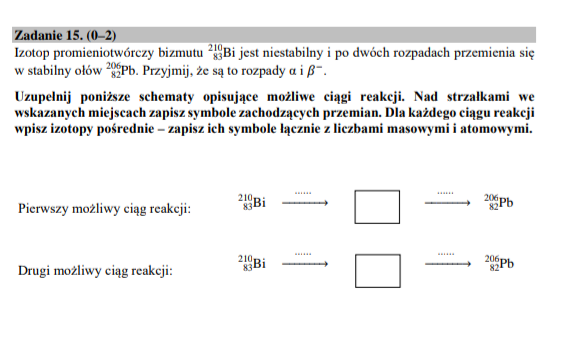 Zadanie 15. (0–2)
Izotop promieniotwórczy bizmutu ²¹⁰₈₃Bi jest niestabilny i po dwóch rozpadach przemienia się
w stabilny ołów ²⁰⁶₈₂Pb. Przyjmij, że są to rozpady α i β⁻.
Uzupełnij poniższe schematy opisujące możliwe ciągi reakcji. Nad strzałkami we
wskazanych miejscach zapisz symbole zachodzących przemian. Dla każdego ciągu reakcji
wpisz izotopy pośrednie – zapisz ich symbole łącznie z liczbami masowymi i atomowymi.
Pierwszy możliwy ciąg reakcji: ²¹⁰₈₃Bi ...... ...... ²⁰⁶₈₂Pb
Drugi możliwy ciąg reakcji: ²¹⁰₈₃Bi ...... ...... ²⁰⁶₈₂Pb